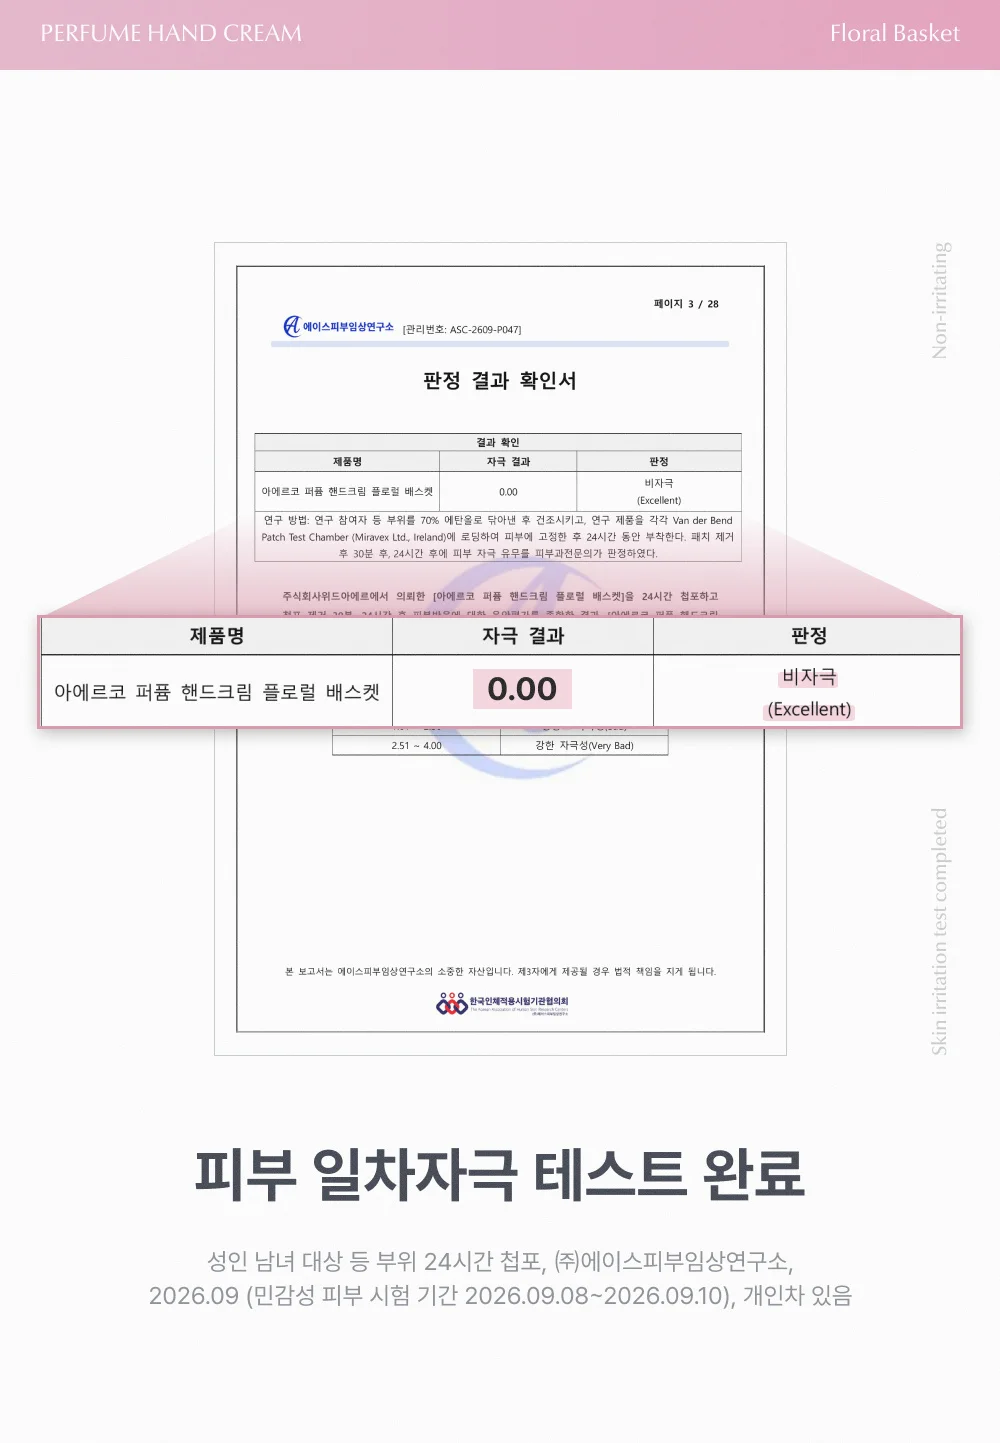 PERFUME HAND CREAM
Floral Basket
Non-irritating
페이지 3 / 28
에이스피부임상연구소 [관리번호: ASC-2609-P047]
판정 결과 확인서
결과 확인
제품명 자극 결과 판정
아에르코 퍼퓸 핸드크림 플로럴 배스켓 0.00 비자극
(Excellent)
연구 방법: 연구 참여자 등 부위를 70% 에탄올로 닦아낸 후 건조시키고, 연구 제품을 각각 Van der Bend
Patch Test Chamber (Miravex Ltd., Ireland)에 로딩하여 피부에 고정한 후 24시간 동안 부착한다. 패치 제거
후 30분 후, 24시간 후에 피부 자극 유무를 피부과전문의가 판정하였다.
주식회사위드아에르에서 의뢰한 [아에르코 퍼퓸 핸드크림 플로럴 배스켓]을 24시간 첩포하고
제품명 자극 결과 판정
아에르코 퍼퓸 핸드크림 플로럴 배스켓 0.00 비자극
(Excellent)
2.51 ~ 4.00 강한 자극성(Very Bad)
Skin irritation test completed
본 보고서는 에이스피부임상연구소의 소중한 자산입니다. 제3자에게 제공될 경우 법적 책임을 지게 됩니다.
한국인체적용시험기관협의회
피부 일차자극 테스트 완료
성인 남녀 대상 등 부위 24시간 첩포, ㈜에이스피부임상연구소,
2026.09 (민감성 피부 시험 기간 2026.09.08~2026.09.10), 개인차 있음